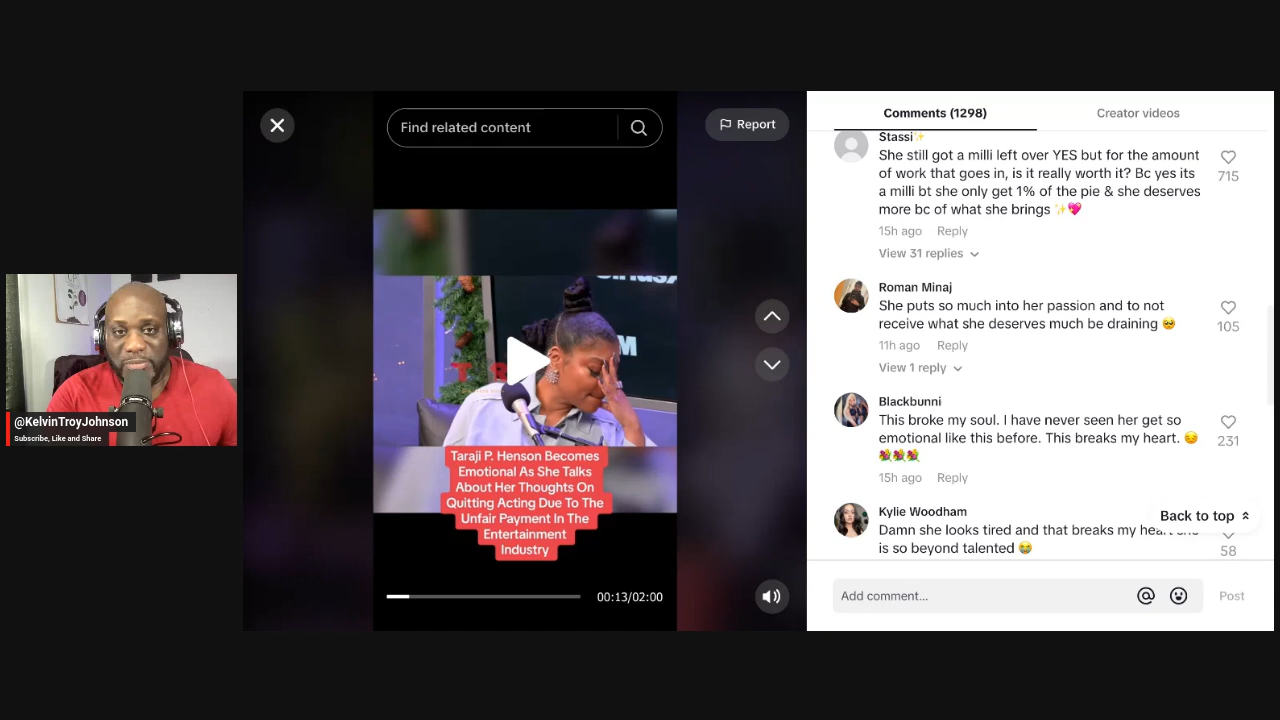 @KelvinTroyJohnson
Subscribe, Like and Share
Find related content
Report
SiriusX
M
Taraji P. Henson Becomes
Emotional As She Talks
About Her Thoughts On
Quitting Acting Due To The
Unfair Payment In The
Entertainment
Industry
00:13/02:00
Comments (1298)
Creator videos
Stassi✨
She still got a milli left over YES but for the amount
of work that goes in, is it really worth it? Bc yes its
a milli bt she only get 1% of the pie & she deserves
more bc of what she brings ✨💖
715
15h ago Reply
View 31 replies
Roman Minaj
She puts so much into her passion and to not
receive what she deserves much be draining 🥹
105
11h ago Reply
View 1 reply
Blackbunni
This broke my soul. I have never seen her get so
emotional like this before. This breaks my heart. 😔
💐💐💐
231
15h ago Reply
Kylie Woodham
Damn she looks tired and that breaks my heart she
is so beyond talented 😭
58
Back to top
Add comment...
@
Post